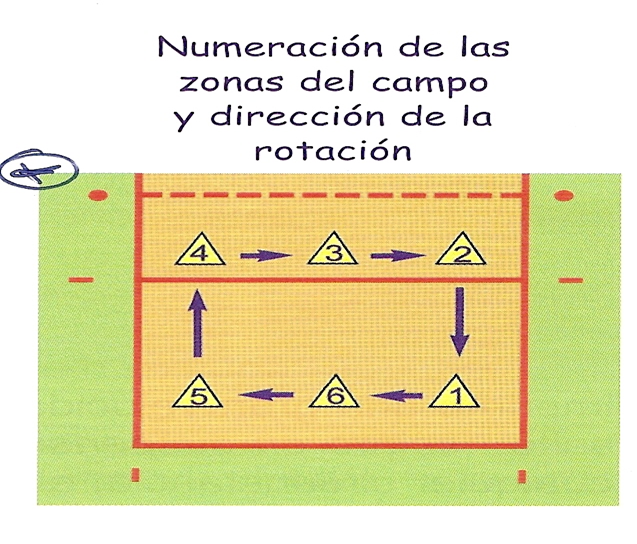 Numeración de las
zonas del campo
y dirección de la
rotación
4 3 2
5 6 1